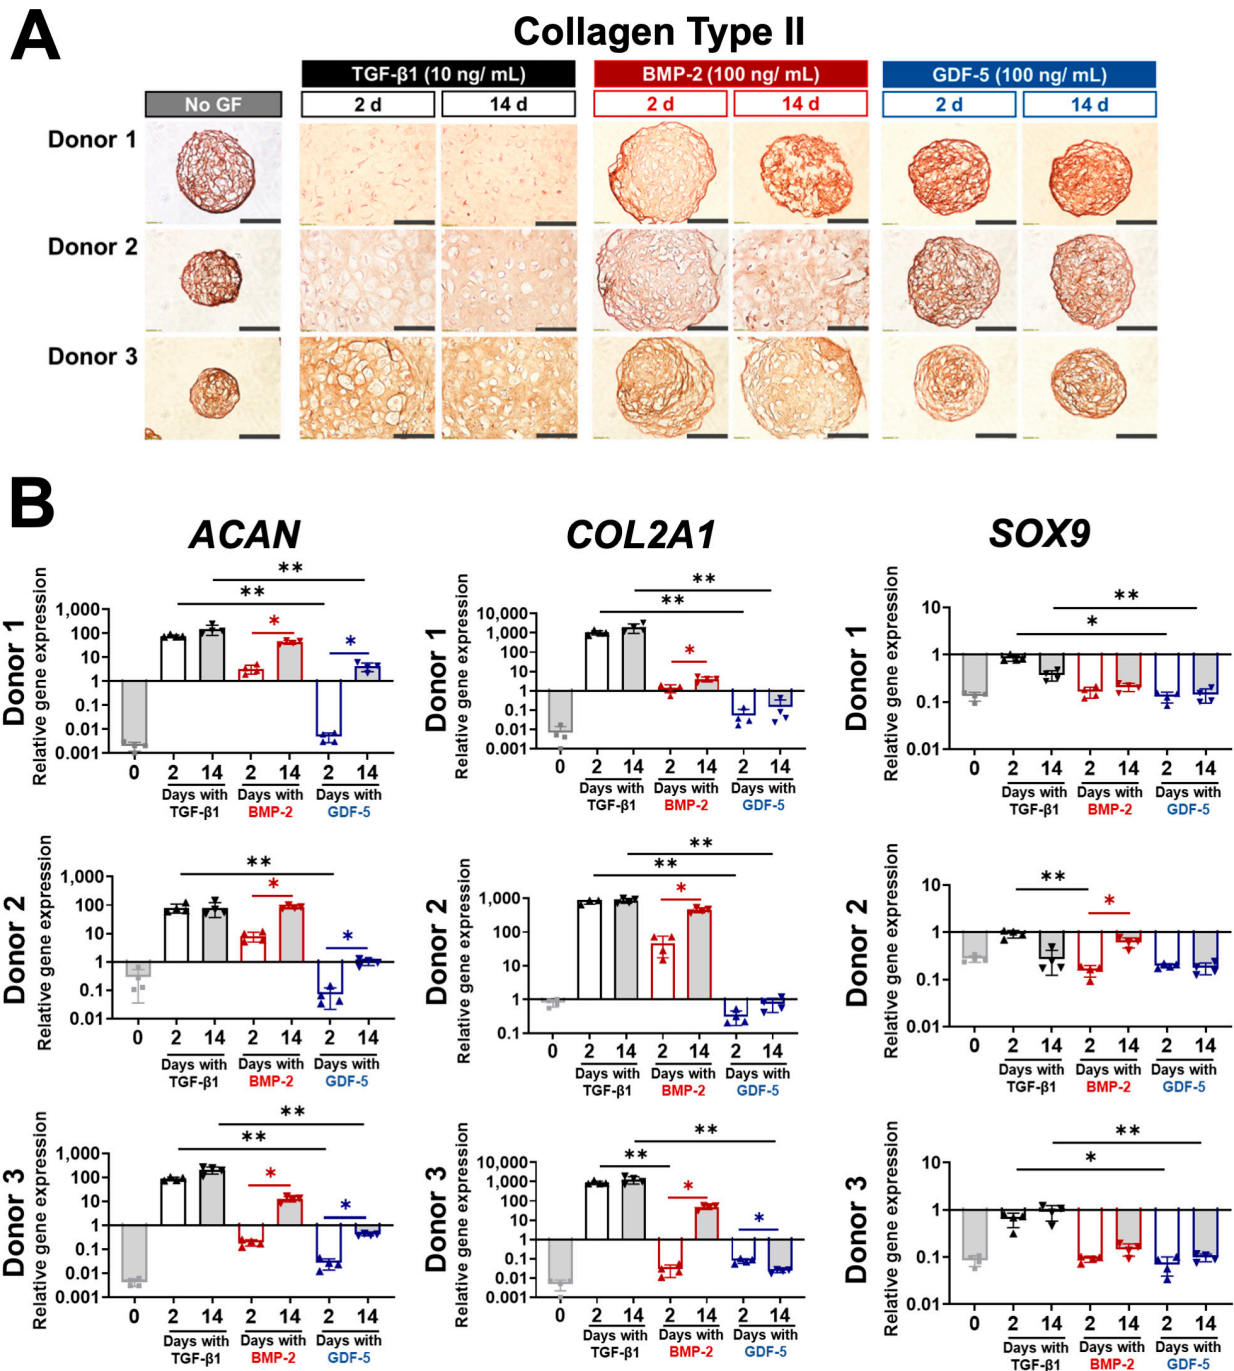 A
Collagen Type II
TGF-β1 (10 ng/ mL)
BMP-2 (100 ng/ mL)
GDF-5 (100 ng/ mL)
No GF
2 d
14 d
2 d
14 d
2 d
14 d
Donor 1
Donor 2
Donor 3
B
ACAN
COL2A1
SOX9
Donor 1
Relative gene expression
1,000
100
10
1
0.1
0.01
0.001
**
**
*
*
0
2
14
2
14
2
14
Days with
Days with
Days with
TGF-β1
BMP-2
GDF-5
Relative gene expression
Donor 1
10,000
1,000
100
10
1
0.1
0.01
0.001
**
**
*
0
2
14
2
14
2
14
Days with
Days with
Days with
TGF-β1
BMP-2
GDF-5
Relative gene expression
Donor 1
10
1
0.1
0.01
**
*
0
2
14
2
14
2
14
Days with
Days with
Days with
TGF-β1
BMP-2
GDF-5
Donor 2
Relative gene expression
1,000
100
10
1
0.1
0.01
**
*
*
0
2
14
2
14
2
14
Days with
Days with
Days with
TGF-β1
BMP-2
GDF-5
Donor 2
Relative gene expression
1,000
100
10
1
0.1
**
**
*
0
2
14
2
14
2
14
Days with
Days with
Days with
TGF-β1
BMP-2
GDF-5
Donor 2
Relative gene expression
10
1
0.1
0.01
**
*
0
2
14
2
14
2
14
Days with
Days with
Days with
TGF-β1
BMP-2
GDF-5
Donor 3
Relative gene expression
1,000
100
10
1
0.1
0.01
0.001
**
**
*
*
0
2
14
2
14
2
14
Days with
Days with
Days with
TGF-β1
BMP-2
GDF-5
Donor 3
Relative gene expression
10,000
1,000
100
10
1
0.1
0.01
0.001
**
**
*
*
0
2
14
2
14
2
14
Days with
Days with
Days with
TGF-β1
BMP-2
GDF-5
Donor 3
Relative gene expression
10
1
0.1
0.01
**
*
0
2
14
2
14
2
14
Days with
Days with
Days with
TGF-β1
BMP-2
GDF-5